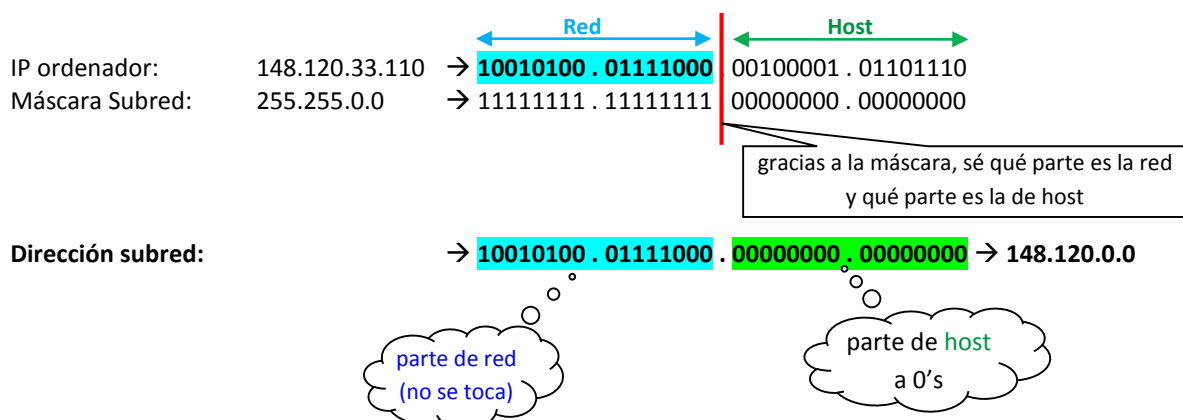 Red Host
IP ordenador: 148.120.33.110 → 10010100 . 01111000 . 00100001 . 01101110
Máscara Subred: 255.255.0.0 → 11111111 . 11111111 00000000 . 00000000
gracias a la máscara, sé qué parte es la red
y qué parte es la de host
Dirección subred: → 10010100 . 01111000 . 00000000 . 00000000 → 148.120.0.0
parte de red
(no se toca)
parte de host
a 0's